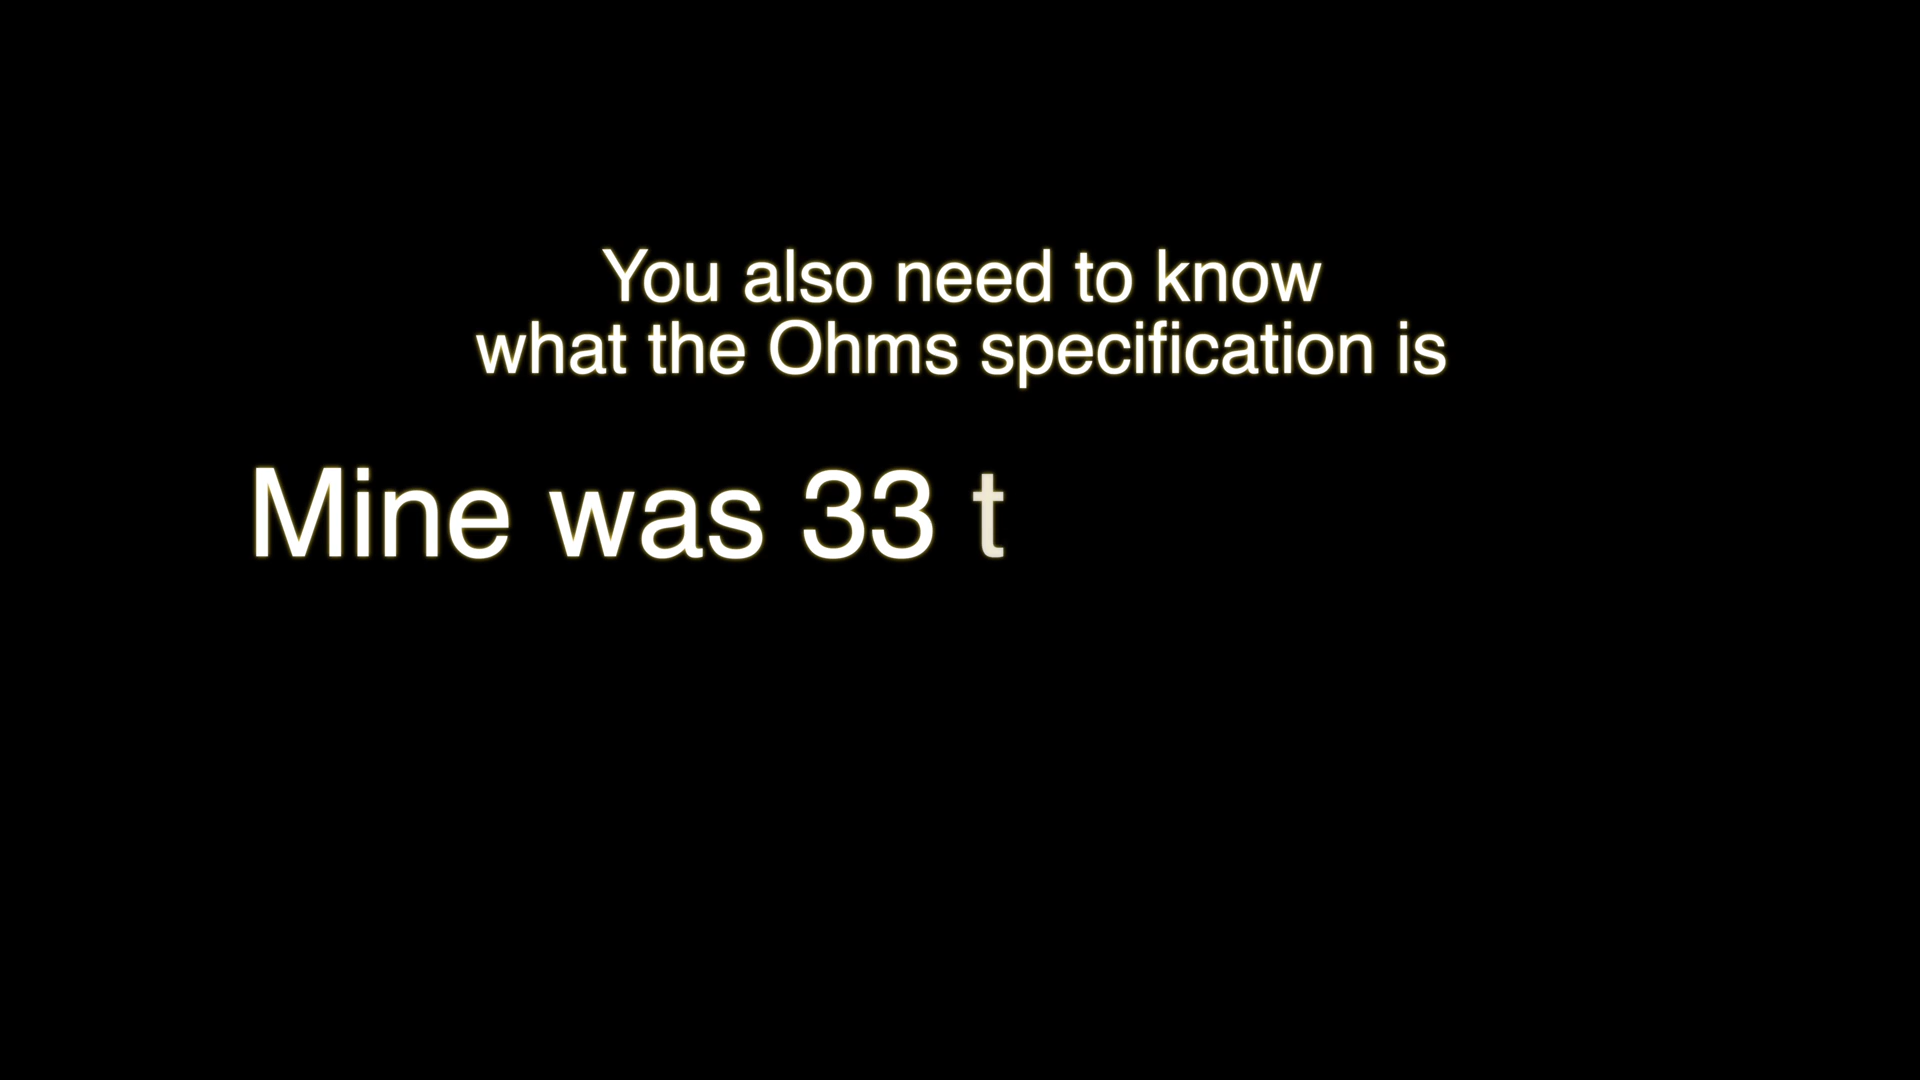 You also need to know
what the Ohms specification is
Mine was 33 t